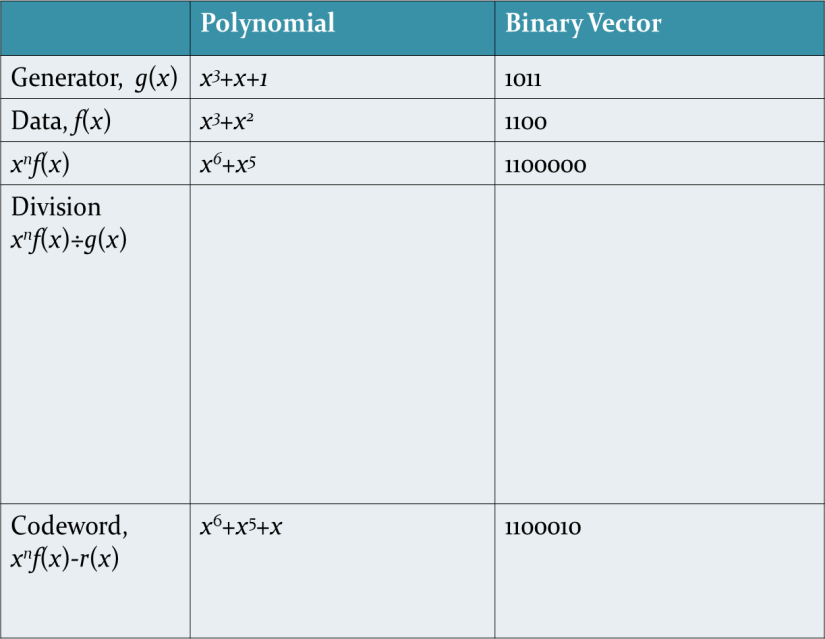 Polynomial Binary Vector
Generator, g(x) x³+x+1 1011
Data, f(x) x³+x² 1100
xⁿf(x) x⁶+x⁵ 1100000
Division
xⁿf(x)÷g(x)
Codeword, x⁶+x⁵+x 1100010
xⁿf(x)-r(x)